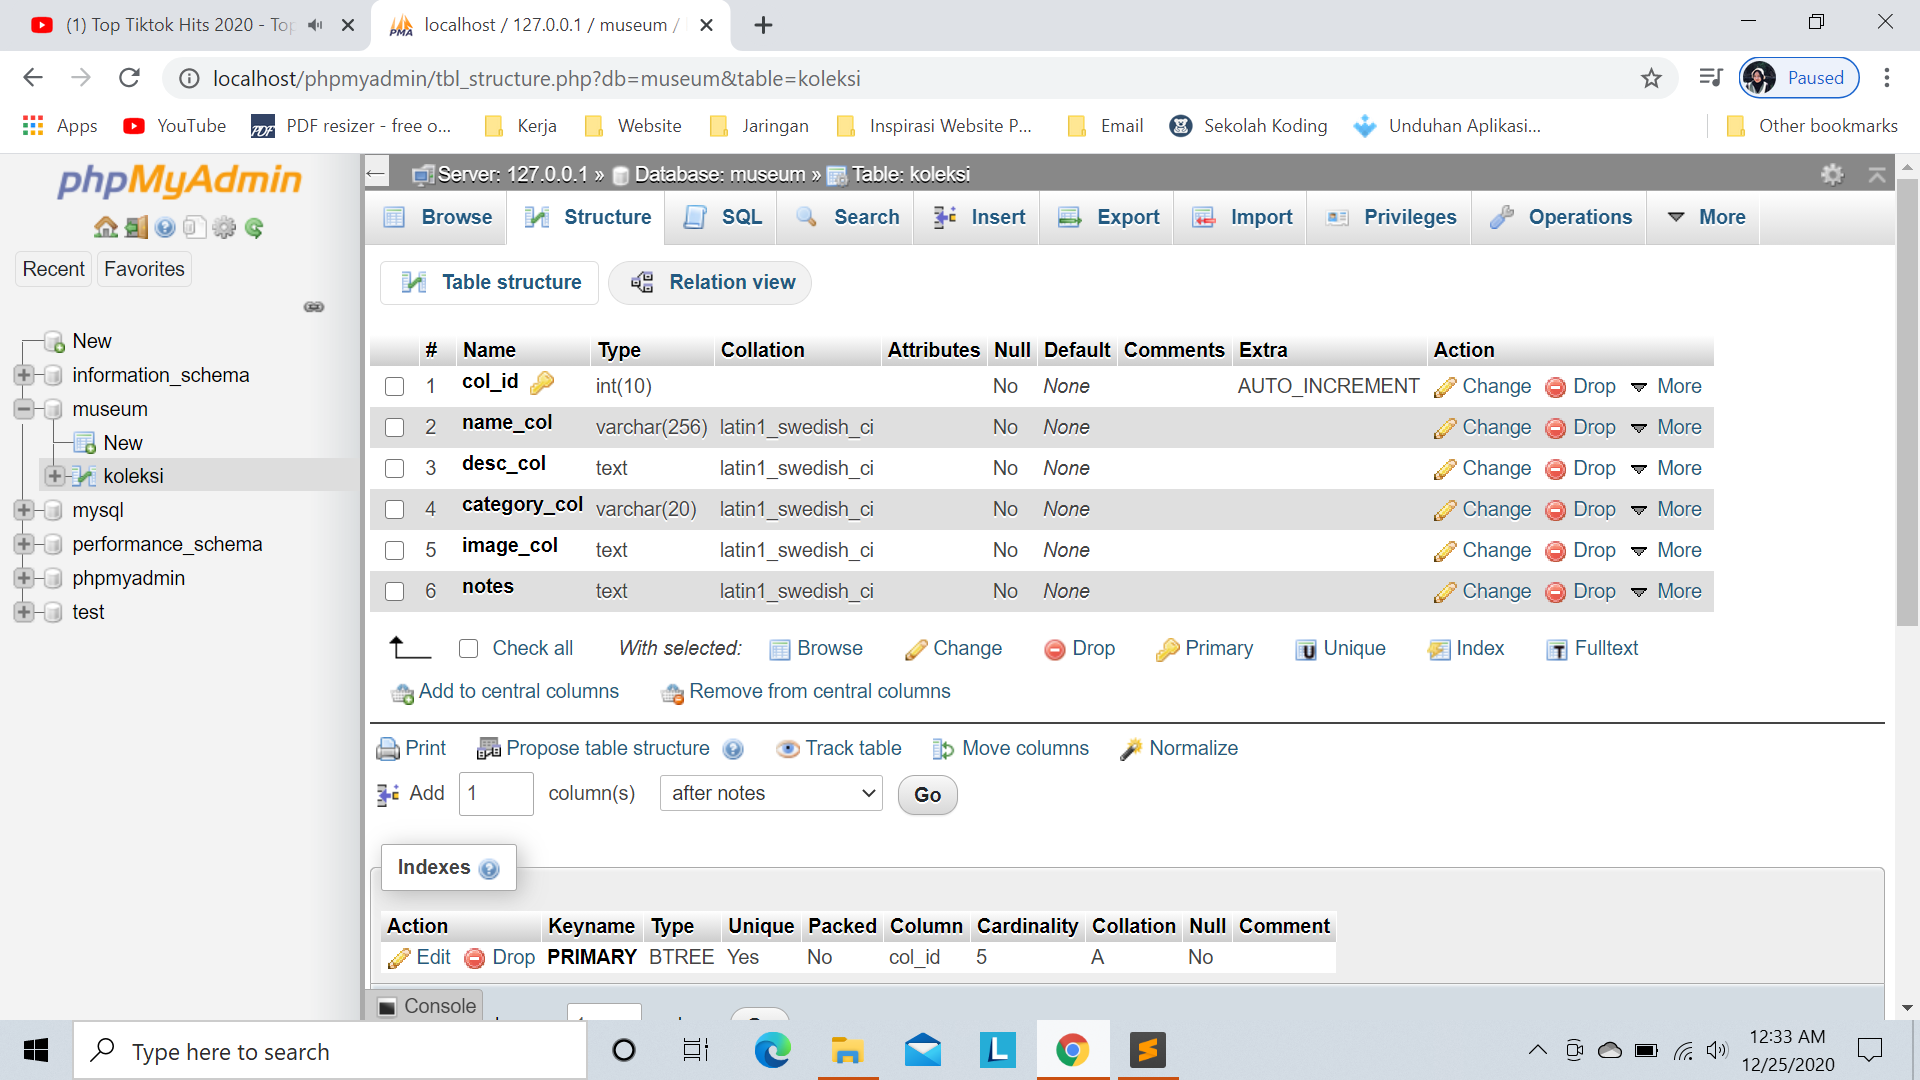 (1) Top Tiktok Hits 2020 - Top
localhost / 127.0.0.1 / museum /
localhost/phpmyadmin/tbl_structure.php?db=museum&table=koleksi
Paused
Apps YouTube PDF resizer - free o... Kerja Website Jaringan Inspirasi Website P... Email Sekolah Koding Unduhan Aplikasi... Other bookmarks
phpMyAdmin
Recent Favorites
New
information_schema
museum
New
koleksi
mysql
performance_schema
phpmyadmin
test
Server: 127.0.0.1 » Database: museum » Table: koleksi
Browse Structure SQL Search Insert Export Import Privileges Operations More
Table structure Relation view
# Name Type Collation Attributes Null Default Comments Extra Action
1 col_id int(10) No None AUTO_INCREMENT Change Drop More
2 name_col varchar(256) latin1_swedish_ci No None Change Drop More
3 desc_col text latin1_swedish_ci No None Change Drop More
4 category_col varchar(20) latin1_swedish_ci No None Change Drop More
5 image_col text latin1_swedish_ci No None Change Drop More
6 notes text latin1_swedish_ci No None Change Drop More
Check all With selected: Browse Change Drop Primary Unique Index Fulltext
Add to central columns Remove from central columns
Print Propose table structure Track table Move columns Normalize
Add 1 column(s) after notes Go
Indexes
Action Keyname Type Unique Packed Column Cardinality Collation Null Comment
Edit Drop PRIMARY BTREE Yes No col_id 5 A No
Console
Type here to search
12:33 AM
12/25/2020